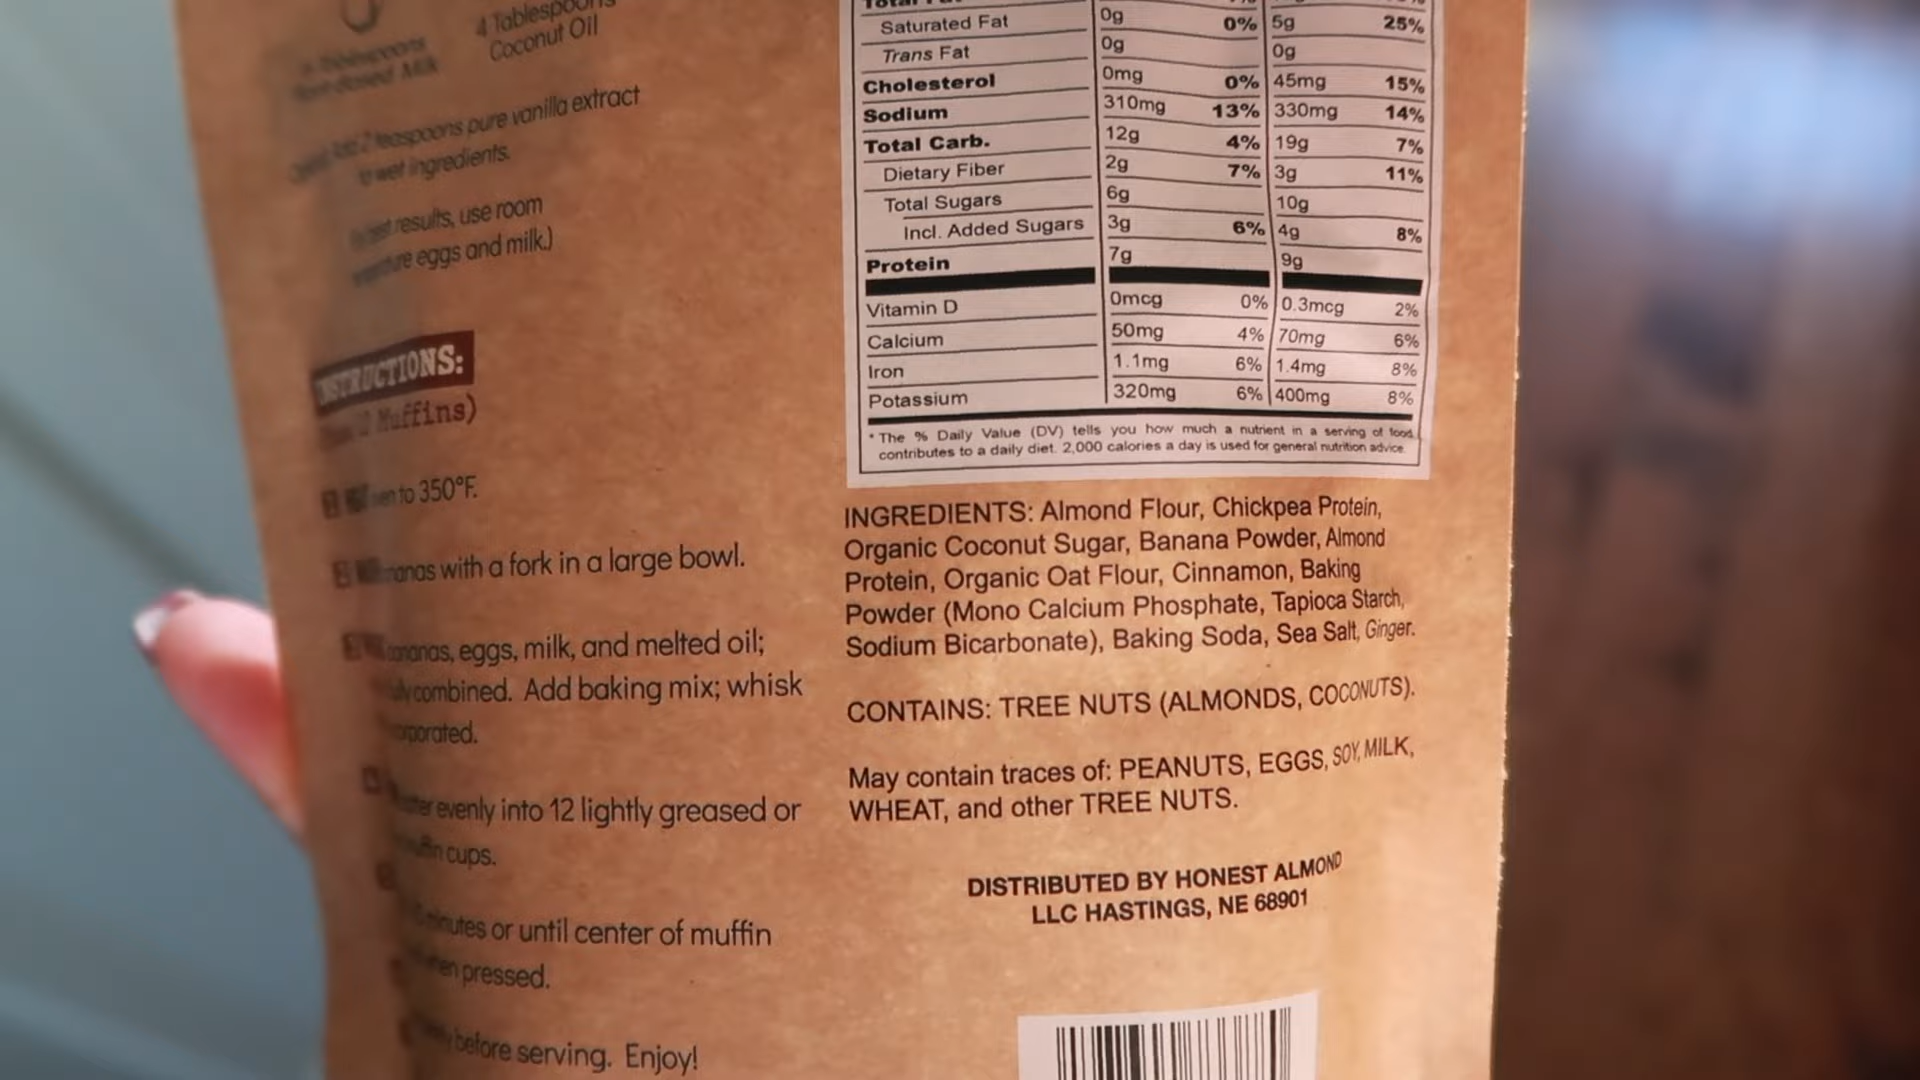 4 Tablespoons
Coconut Oil
Milk
2 teaspoons pure vanilla extract
to wet ingredients.
results, use room
eggs and milk.)
INSTRUCTIONS:
Muffins)
to 350°F.
with a fork in a large bowl.
eggs, milk, and melted oil;
combined. Add baking mix; whisk
evenly into 12 lightly greased or
cups.
or until center of muffin
pressed.
before serving. Enjoy!
Saturated Fat 0g 0% 5g 25%
Trans Fat 0g 0g
Cholesterol 0mg 0% 45mg 15%
Sodium 310mg 13% 330mg 14%
Total Carb. 12g 4% 19g 7%
Dietary Fiber 2g 7% 3g 11%
Total Sugars 6g 10g
Incl. Added Sugars 3g 6% 4g 8%
Protein 7g 9g
Vitamin D 0mcg 0% 0.3mcg 2%
Calcium 50mg 4% 70mg 6%
Iron 1.1mg 6% 1.4mg 8%
Potassium 320mg 6% 400mg 8%
* The % Daily Value (DV) tells you how much a nutrient in a serving of food
contributes to a daily diet. 2,000 calories a day is used for general nutrition advice.
INGREDIENTS: Almond Flour, Chickpea Protein,
Organic Coconut Sugar, Banana Powder, Almond
Protein, Organic Oat Flour, Cinnamon, Baking
Powder (Mono Calcium Phosphate, Tapioca Starch,
Sodium Bicarbonate), Baking Soda, Sea Salt, Ginger.
CONTAINS: TREE NUTS (ALMONDS, COCONUTS).
May contain traces of: PEANUTS, EGGS, SOY, MILK,
WHEAT, and other TREE NUTS.
DISTRIBUTED BY HONEST ALMOND
LLC HASTINGS, NE 68901